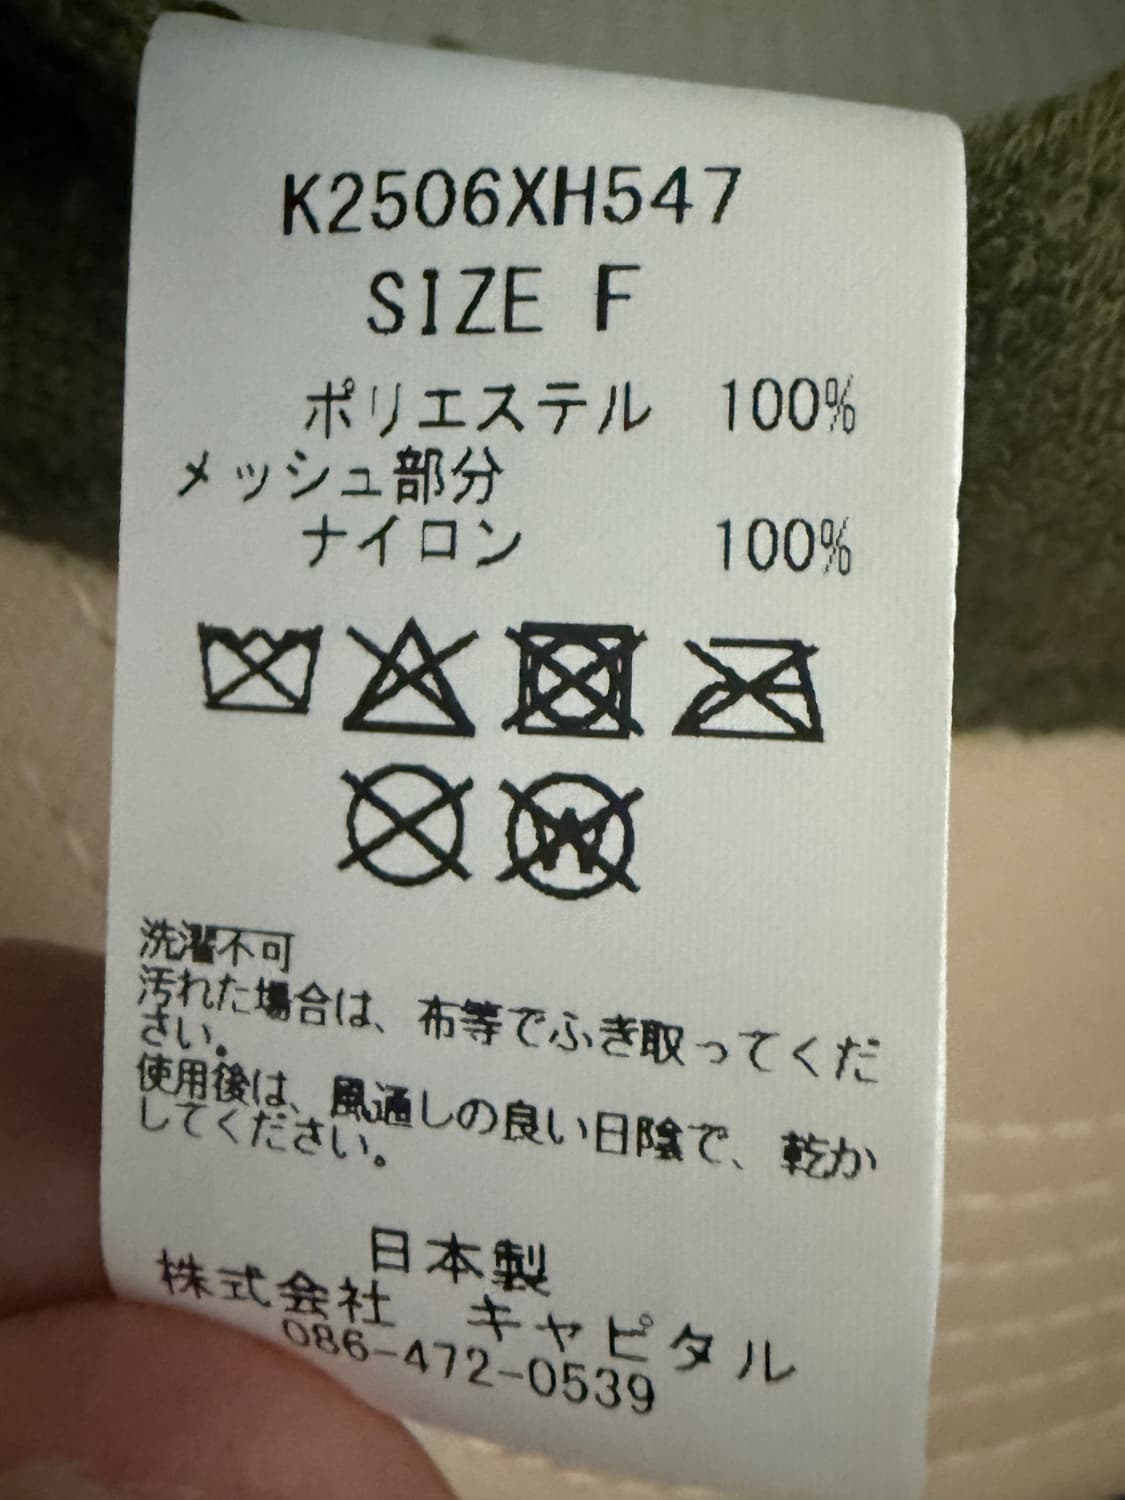 K2506XH547
SIZE F
ポリエステル 100%
メッシュ部分
ナイロン 100%
洗濯不可
汚れた場合は、布等でふき取ってくだ
さい。
使用後は、風通しの良い日陰で、乾か
してください。
日本製
株式会社 キャピタル
086-472-0539